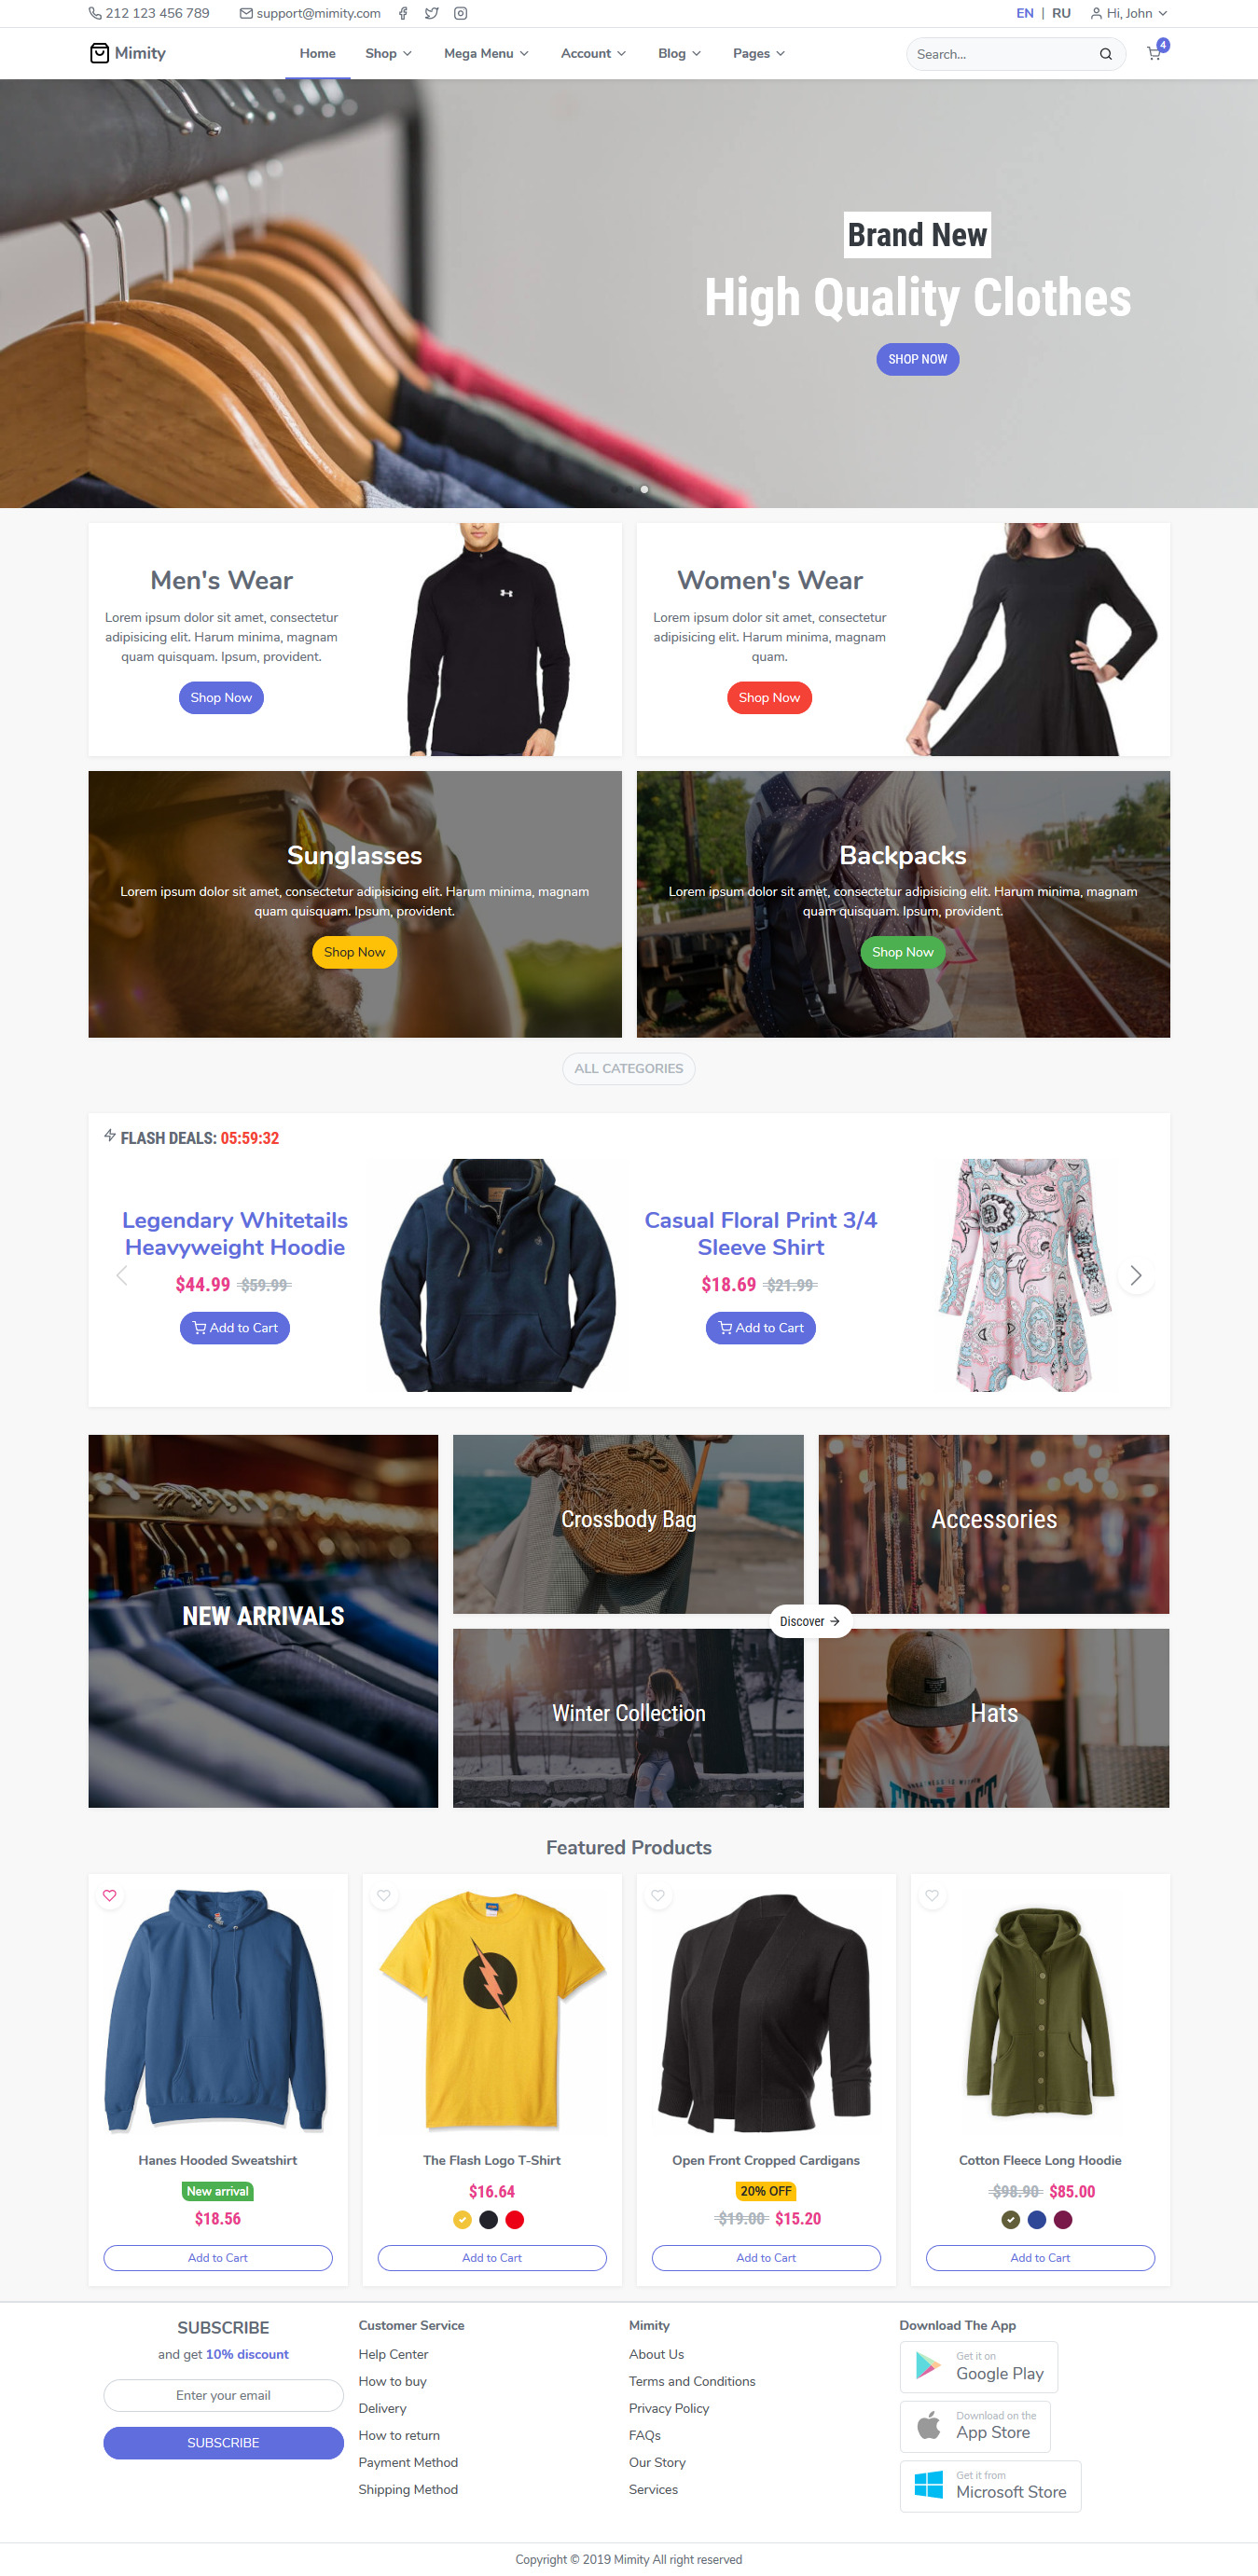 212 123 456 789
support@mimity.com
EN | RU
Hi, John
Mimity
Home
Shop
Mega Menu
Account
Blog
Pages
Search...
4
Brand New
High Quality Clothes
SHOP NOW
Men's Wear
Lorem ipsum dolor sit amet, consectetur
adipisicing elit. Harum minima, magnam
quam quisquam. Ipsum, provident.
Shop Now
Women's Wear
Lorem ipsum dolor sit amet, consectetur
adipisicing elit. Harum minima, magnam
quam.
Shop Now
Sunglasses
Lorem ipsum dolor sit amet, consectetur adipisicing elit. Harum minima, magnam
quam quisquam. Ipsum, provident.
Shop Now
Backpacks
Lorem ipsum dolor sit amet, consectetur adipisicing elit. Harum minima, magnam
quam quisquam. Ipsum, provident.
Shop Now
ALL CATEGORIES
FLASH DEALS: 05:59:32
Legendary Whitetails
Heavyweight Hoodie
$44.99 $59.99
Add to Cart
Casual Floral Print 3/4
Sleeve Shirt
$18.69 $21.99
Add to Cart
NEW ARRIVALS
Crossbody Bag
Accessories
Discover
Winter Collection
Hats
Featured Products
Hanes Hooded Sweatshirt
New arrival
$18.56
Add to Cart
The Flash Logo T-Shirt
$16.64
Add to Cart
Open Front Cropped Cardigans
20% OFF
$19.00 $15.20
Add to Cart
Cotton Fleece Long Hoodie
$98.90 $85.00
Add to Cart
SUBSCRIBE
and get 10% discount
Enter your email
SUBSCRIBE
Customer Service
Help Center
How to buy
Delivery
How to return
Payment Method
Shipping Method
Mimity
About Us
Terms and Conditions
Privacy Policy
FAQs
Our Story
Services
Download The App
Get it on
Google Play
Download on the
App Store
Get it from
Microsoft Store
Copyright © 2019 Mimity All right reserved